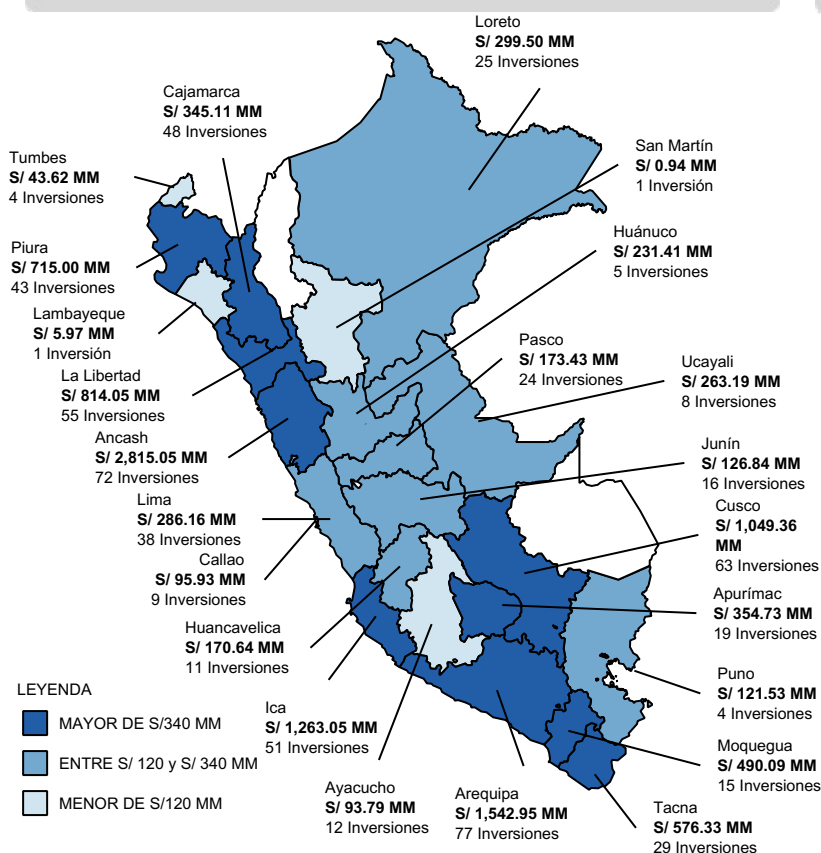 Loreto
S/ 299.50 MM
25 Inversiones
Cajamarca
S/ 345.11 MM
48 Inversiones
San Martín
S/ 0.94 MM
1 Inversión
Tumbes
S/ 43.62 MM
4 Inversiones
Huánuco
S/ 231.41 MM
5 Inversiones
Piura
S/ 715.00 MM
43 Inversiones
Lambayeque
S/ 5.97 MM
1 Inversión
Pasco
S/ 173.43 MM
24 Inversiones
Ucayali
S/ 263.19 MM
8 Inversiones
La Libertad
S/ 814.05 MM
55 Inversiones
Ancash
S/ 2,815.05 MM
72 Inversiones
Junín
S/ 126.84 MM
16 Inversiones
Lima
S/ 286.16 MM
38 Inversiones
Cusco
S/ 1,049.36
MM
63 Inversiones
Callao
S/ 95.93 MM
9 Inversiones
Apurímac
S/ 354.73 MM
19 Inversiones
Huancavelica
S/ 170.64 MM
11 Inversiones
Puno
S/ 121.53 MM
4 Inversiones
LEYENDA
MAYOR DE S/340 MM
ENTRE S/ 120 y S/ 340 MM
MENOR DE S/120 MM
Ica
S/ 1,263.05 MM
51 Inversiones
Moquegua
S/ 490.09 MM
15 Inversiones
Ayacucho
S/ 93.79 MM
12 Inversiones
Arequipa
S/ 1,542.95 MM
77 Inversiones
Tacna
S/ 576.33 MM
29 Inversiones